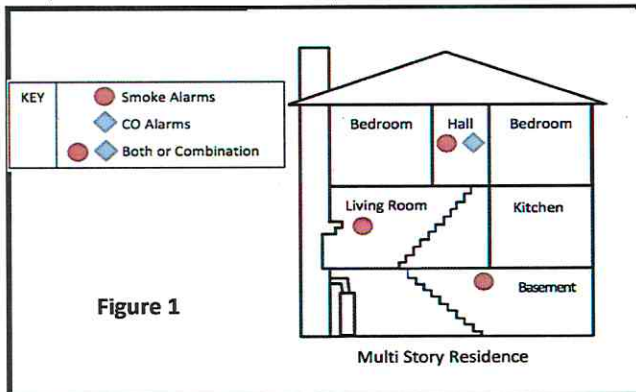 KEY
Smoke Alarms
CO Alarms
Both or Combination
Bedroom
Hall
Bedroom
Living Room
Kitchen
Basement
Figure 1
Multi Story Residence